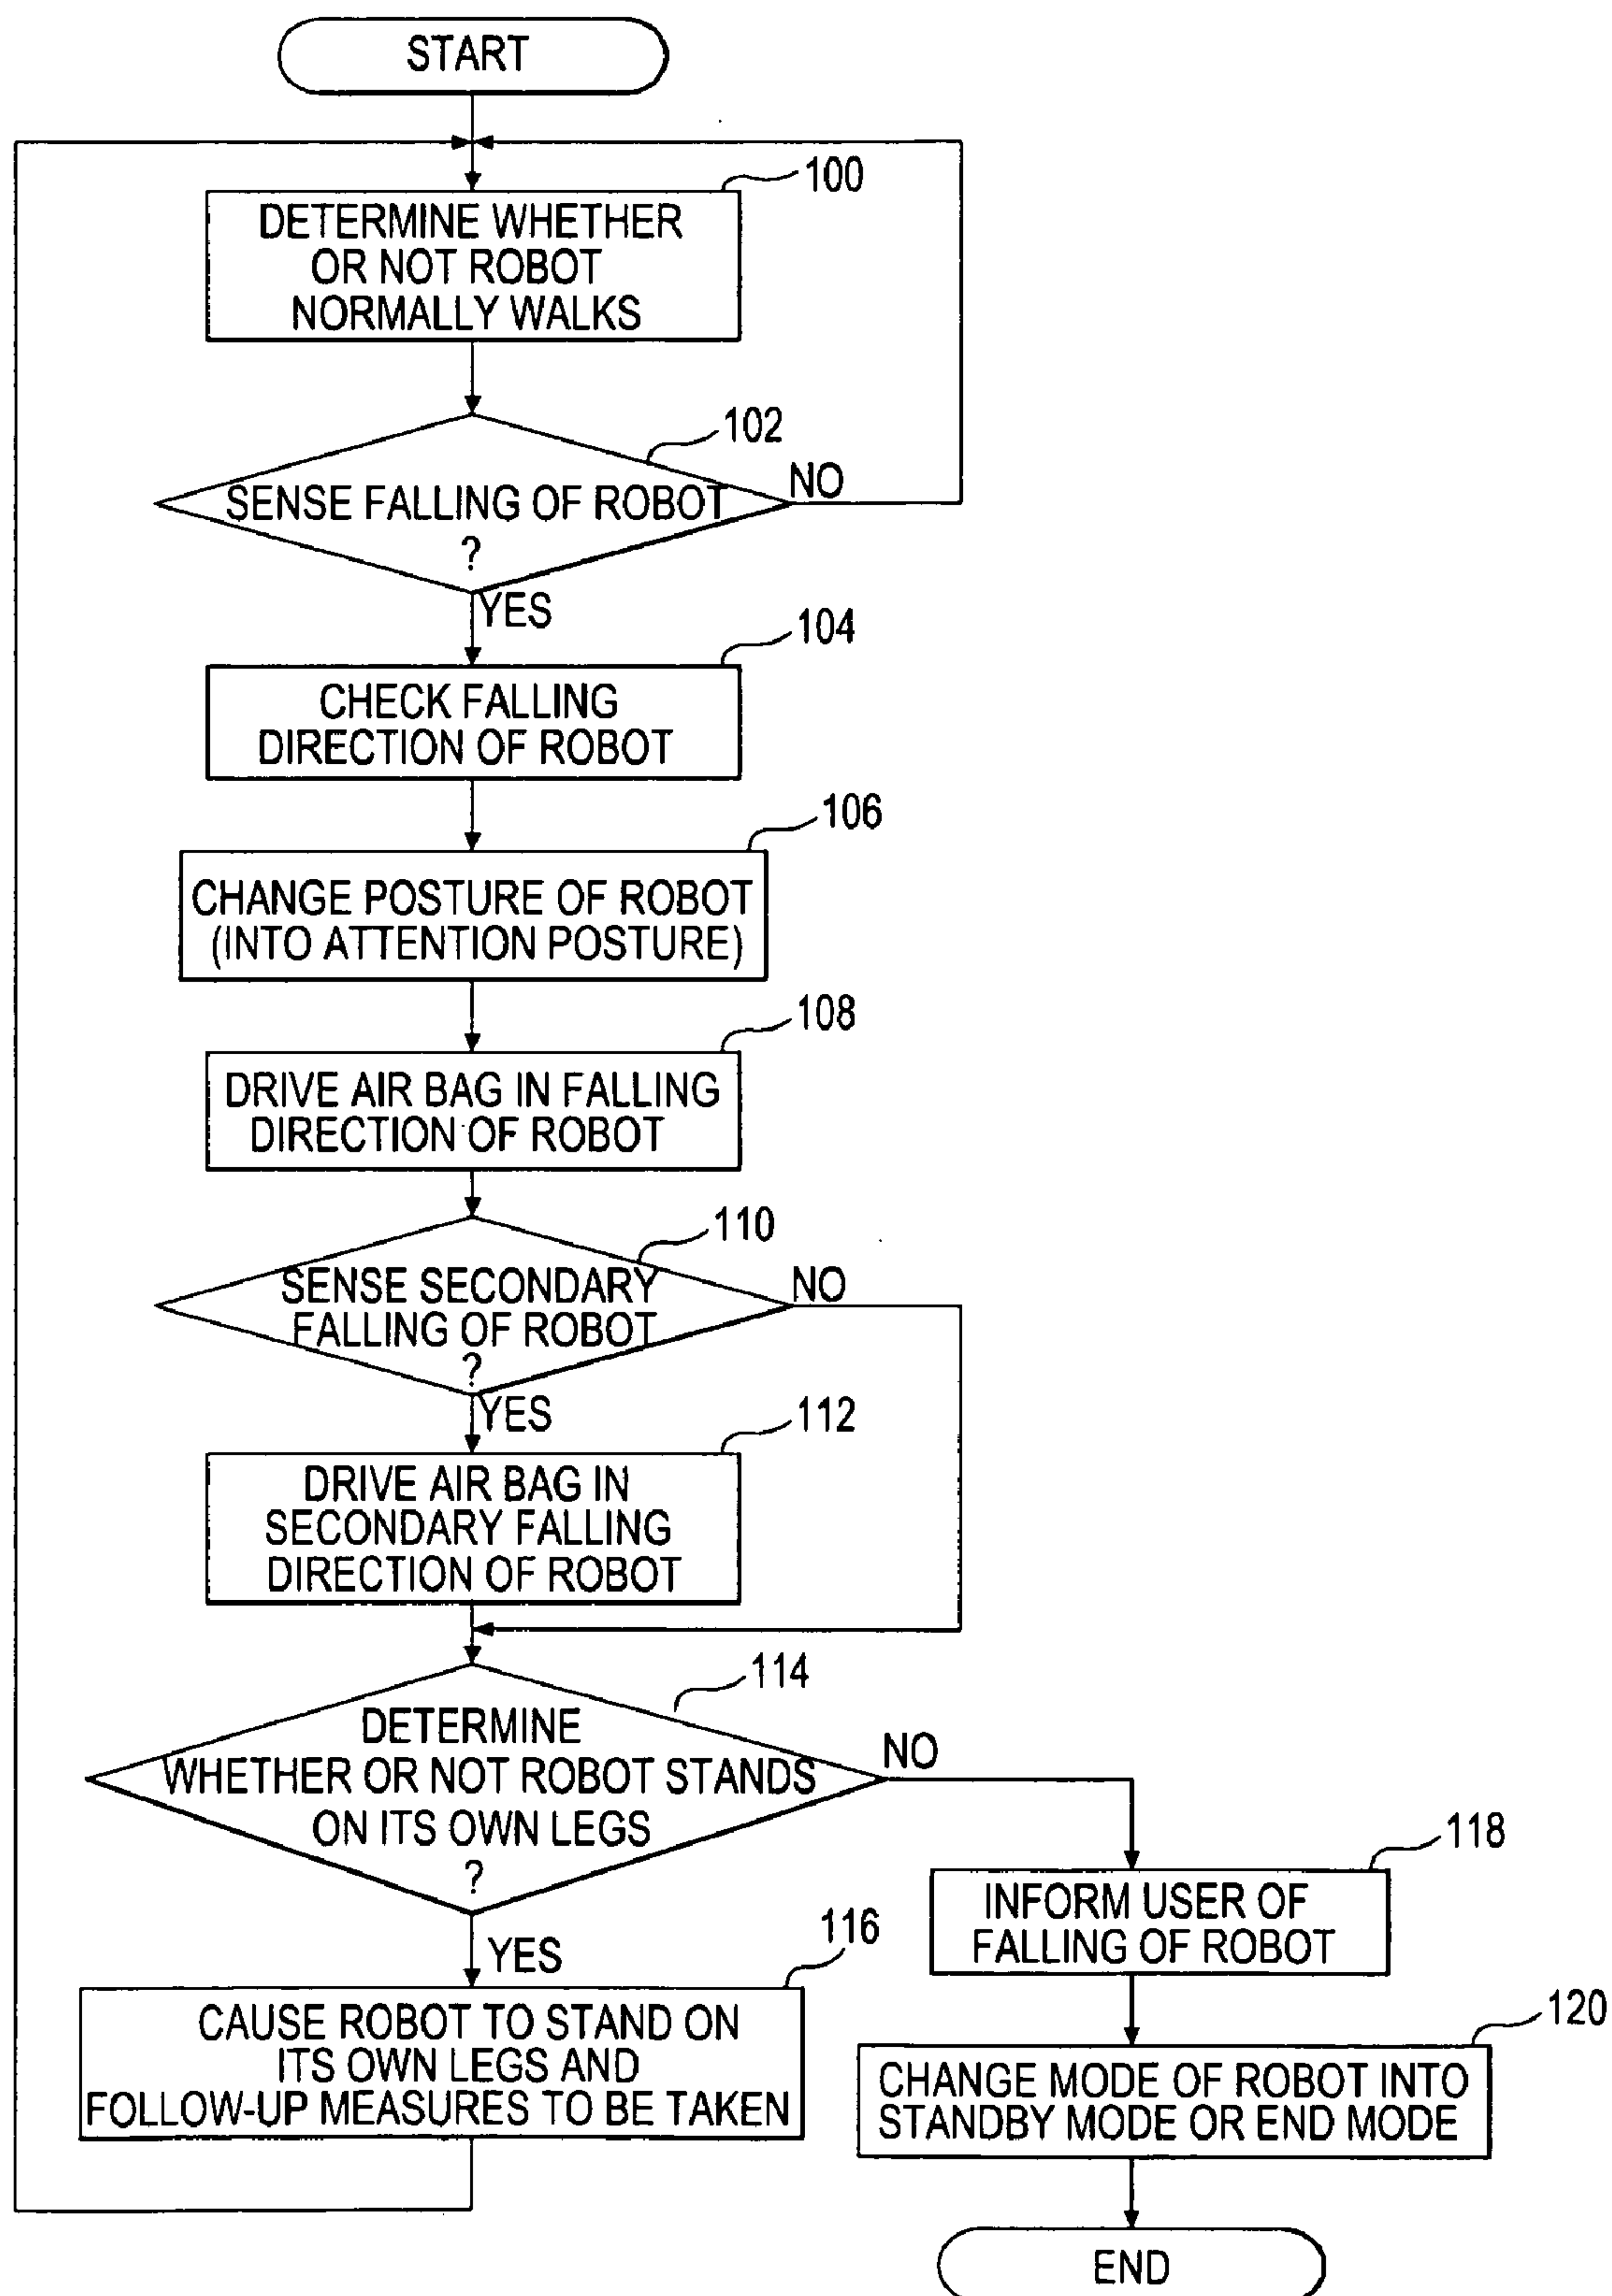 START
100
DETERMINE WHETHER
OR NOT ROBOT
NORMALLY WALKS
102
SENSE FALLING OF ROBOT
?
NO
YES
104
CHECK FALLING
DIRECTION OF ROBOT
106
CHANGE POSTURE OF ROBOT
(INTO ATTENTION POSTURE)
108
DRIVE AIR BAG IN FALLING
DIRECTION OF ROBOT
110
SENSE SECONDARY
FALLING OF ROBOT
?
NO
YES
112
DRIVE AIR BAG IN
SECONDARY FALLING
DIRECTION OF ROBOT
114
DETERMINE
WHETHER OR NOT ROBOT STANDS
ON ITS OWN LEGS
?
NO
YES
116
CAUSE ROBOT TO STAND ON
ITS OWN LEGS AND
FOLLOW-UP MEASURES TO BE TAKEN
118
INFORM USER OF
FALLING OF ROBOT
120
CHANGE MODE OF ROBOT INTO
STANDBY MODE OR END MODE
END